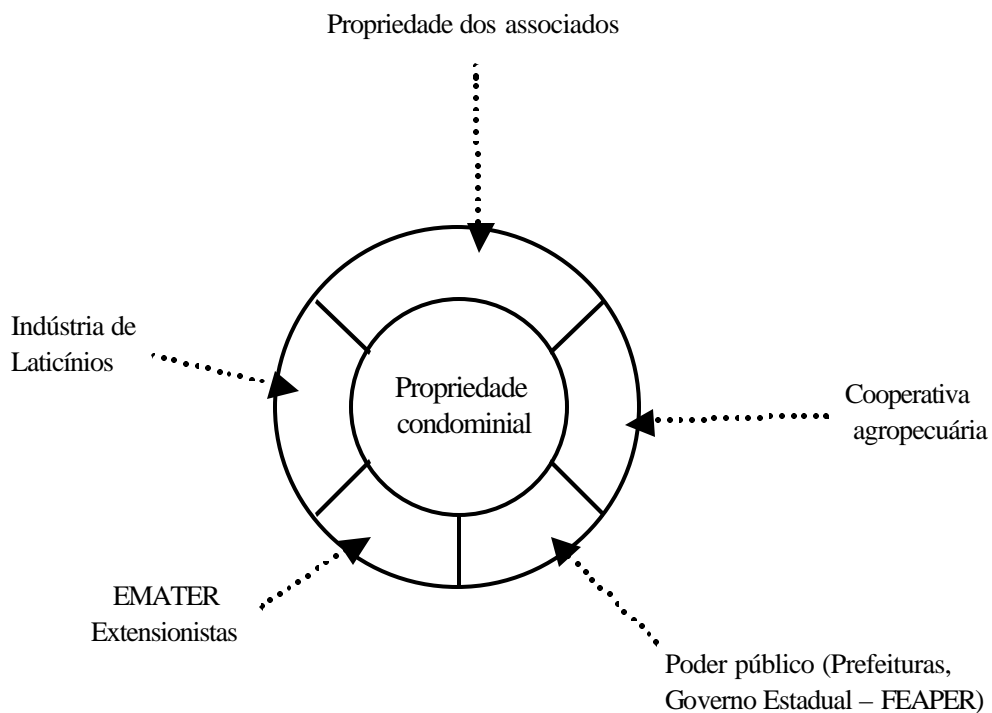 Propriedade dos associados
Indústria de
Laticínios
Propriedade
condominial
Cooperativa
agropecuária
EMATER
Extensionistas
Poder público (Prefeituras,
Governo Estadual – FEAPER)